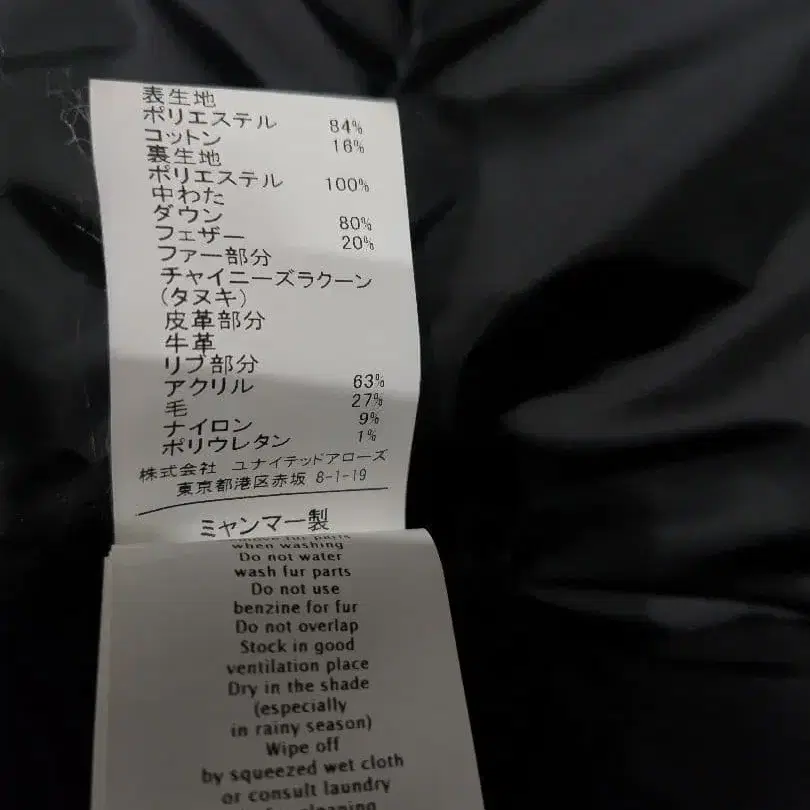 表生地
ポリエステル 84%
コットン 16%
裏生地
ポリエステル 100%
中わた
ダウン 80%
フェザー 20%
ファー部分
チャイニーズラクーン
(タヌキ)
皮革部分
牛革
リブ部分
アクリル 63%
毛 27%
ナイロン 9%
ポリウレタン 1%
株式会社 ユナイテッドアローズ
東京都港区赤坂 8-1-19
ミャンマー製
fur parts
when washing
Do not water
wash fur parts
Do not use
benzine for fur
Do not overlap
Stock in good
ventilation place
Dry in the shade
(especially
in rainy season)
Wipe off
by squeezed wet cloth
or consult laundry
cleaning